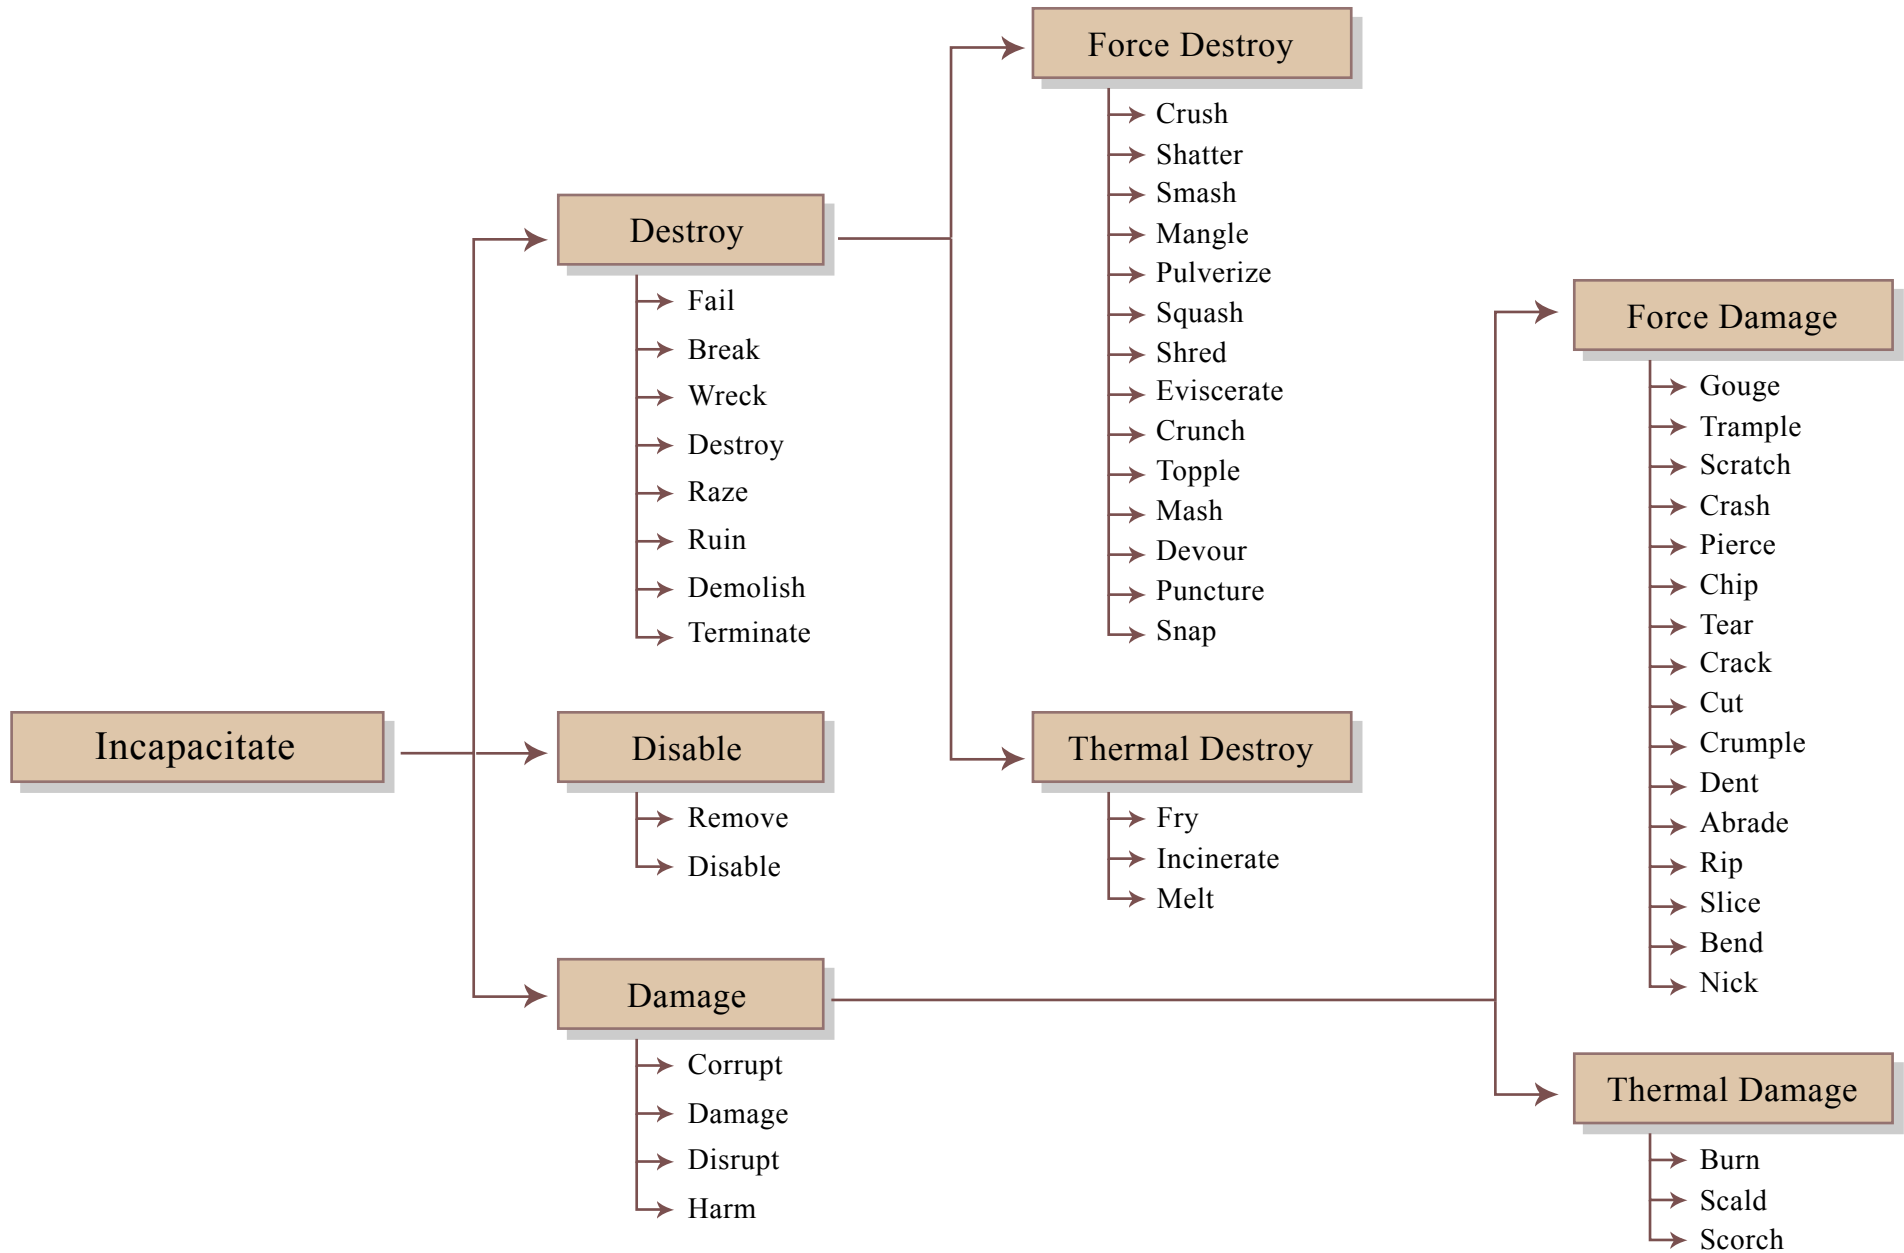 Incapacitate
Destroy
Fail
Break
Wreck
Destroy
Raze
Ruin
Demolish
Terminate
Disable
Remove
Disable
Damage
Corrupt
Damage
Disrupt
Harm
Force Destroy
Crush
Shatter
Smash
Mangle
Pulverize
Squash
Shred
Eviscerate
Crunch
Topple
Mash
Devour
Puncture
Snap
Thermal Destroy
Fry
Incinerate
Melt
Force Damage
Gouge
Trample
Scratch
Crash
Pierce
Chip
Tear
Crack
Cut
Crumple
Dent
Abrade
Rip
Slice
Bend
Nick
Thermal Damage
Burn
Scald
Scorch